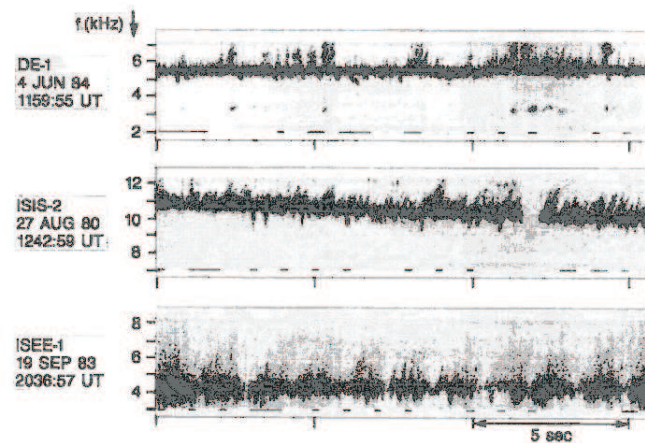 f (kHz)
DE-1
4 JUN 84
1159:55 UT
6
4
2
ISIS-2
27 AUG 80
1242:59 UT
12
10
8
ISEE-1
19 SEP 83
2036:57 UT
8
6
4
5 sec